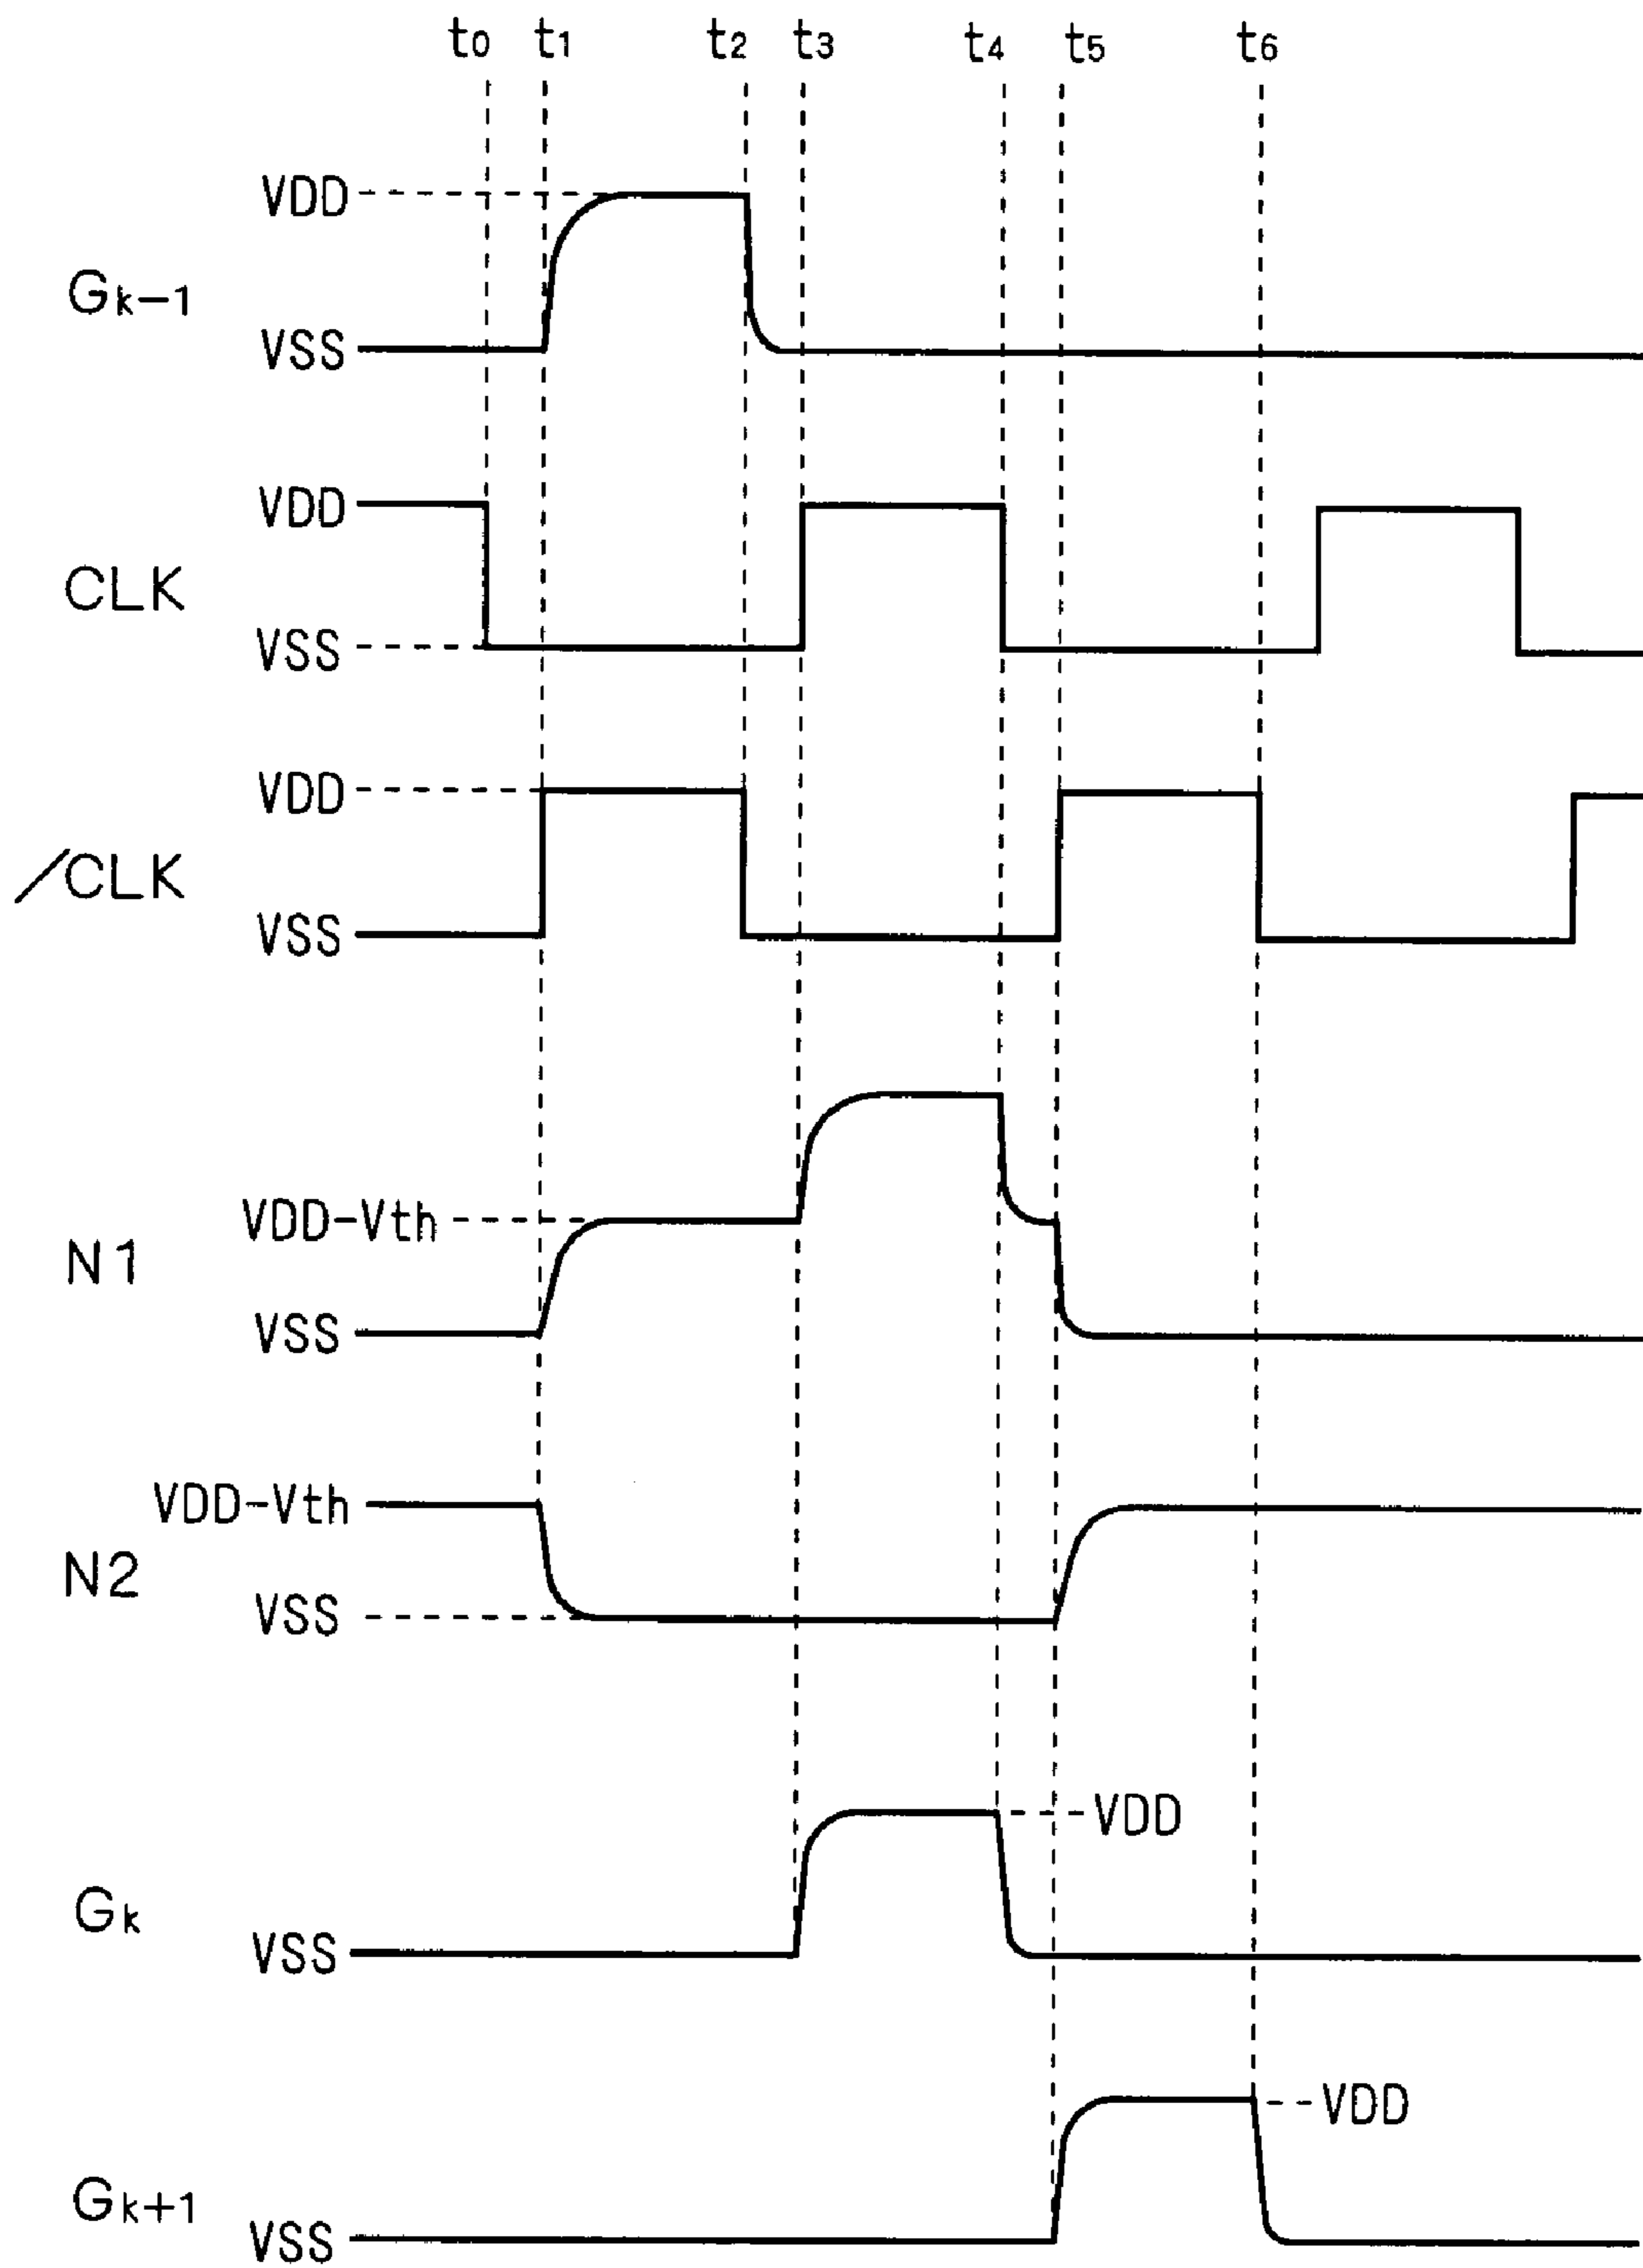 t0 t1 t2 t3 t4 t5 t6
VDD
Gk-1
VSS
VDD
CLK
VSS
VDD
/CLK
VSS
VDD-Vth
N1
VSS
VDD-Vth
N2
VSS
VDD
Gk
VSS
VDD
Gk+1
VSS